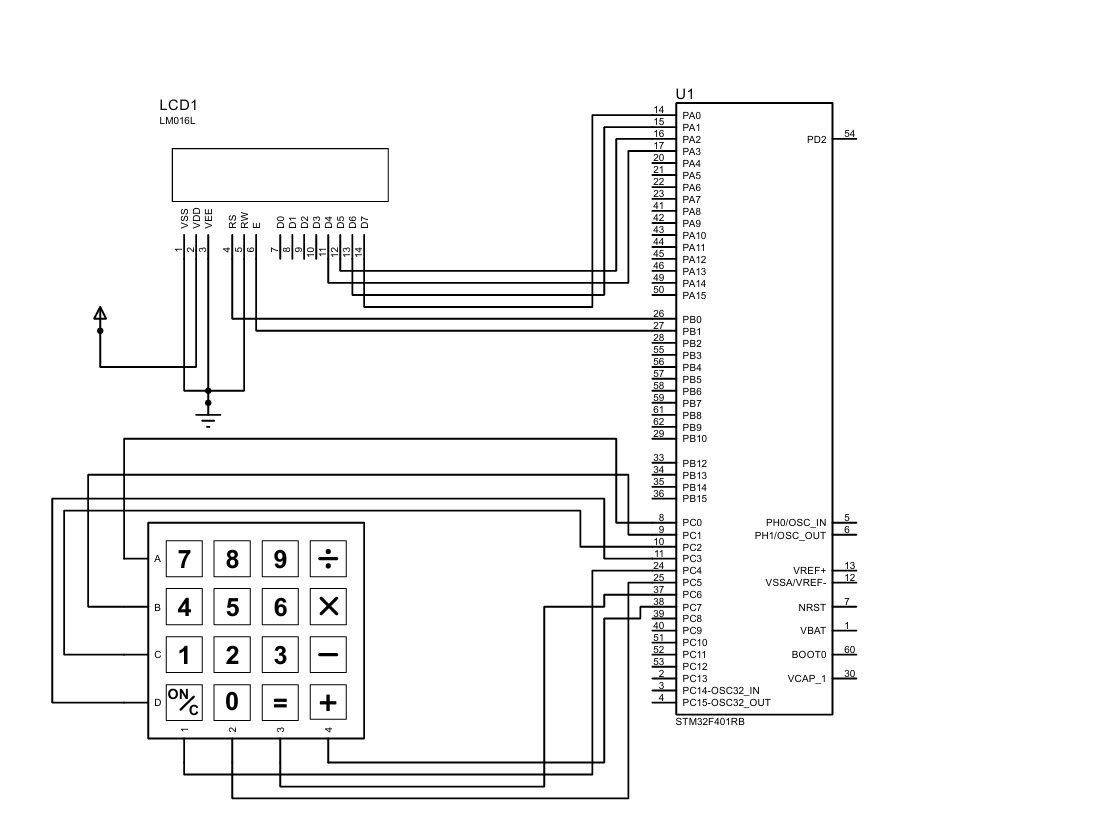 LCD1
LM016L
VSS VDD VEE RS RW E D0 D1 D2 D3 D4 D5 D6 D7
1 2 3 4 5 6 7 8 9 10 11 12 13 14
U1
14 PA0
15 PA1
16 PA2
PD2 54
17 PA3
20 PA4
21 PA5
22 PA6
23 PA7
41 PA8
42 PA9
43 PA10
44 PA11
45 PA12
46 PA13
49 PA14
50 PA15
26 PB0
27 PB1
28 PB2
55 PB3
56 PB4
57 PB5
58 PB6
59 PB7
61 PB8
62 PB9
29 PB10
33 PB12
34 PB13
35 PB14
36 PB15
8 PC0 PH0/OSC_IN 5
9 PC1 PH1/OSC_OUT 6
10 PC2
11 PC3
24 PC4 VREF+ 13
25 PC5 VSSA/VREF- 12
37 PC6
38 PC7 NRST 7
39 PC8
40 PC9 VBAT 1
51 PC10
52 PC11 BOOT0 60
53 PC12
2 PC13 VCAP_1 30
3 PC14-OSC32_IN
4 PC15-OSC32_OUT
STM32F401RB
A 7 8 9 ÷
B 4 5 6 ×
C 1 2 3 −
D ON/C 0 = +
1 2 3 4